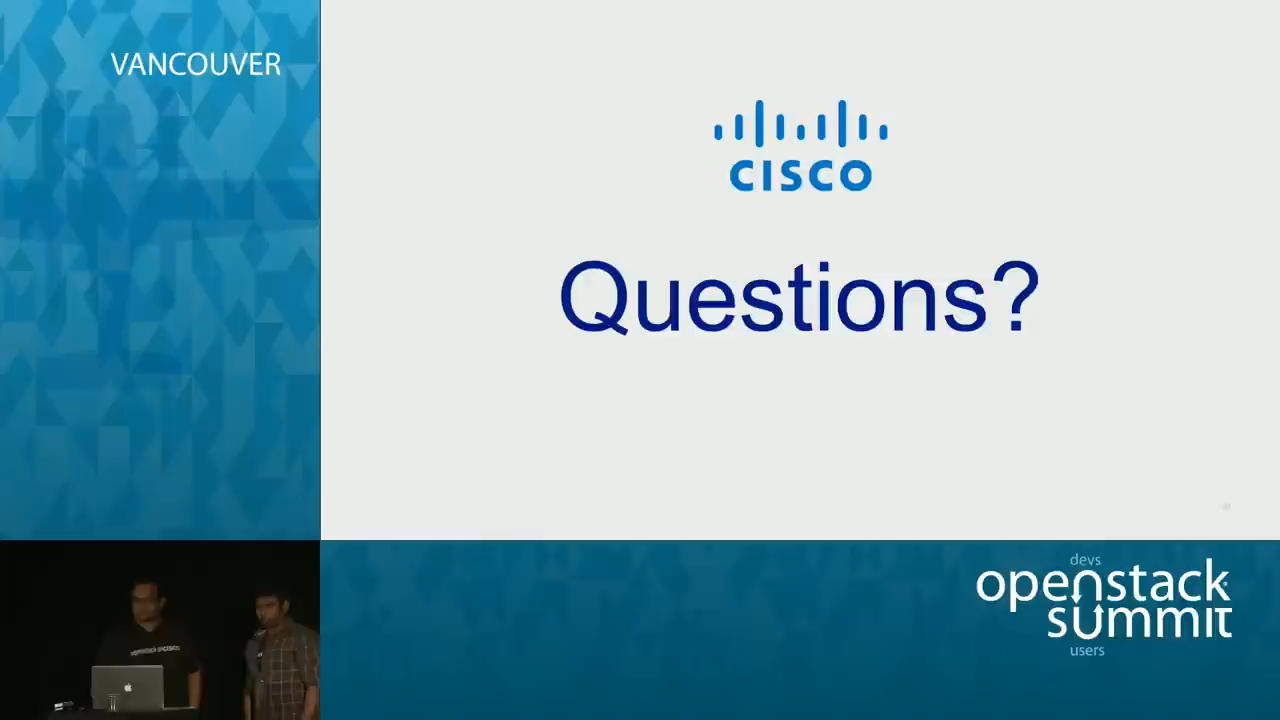 VANCOUVER
CISCO
Questions?
devs
openstack
summit
users